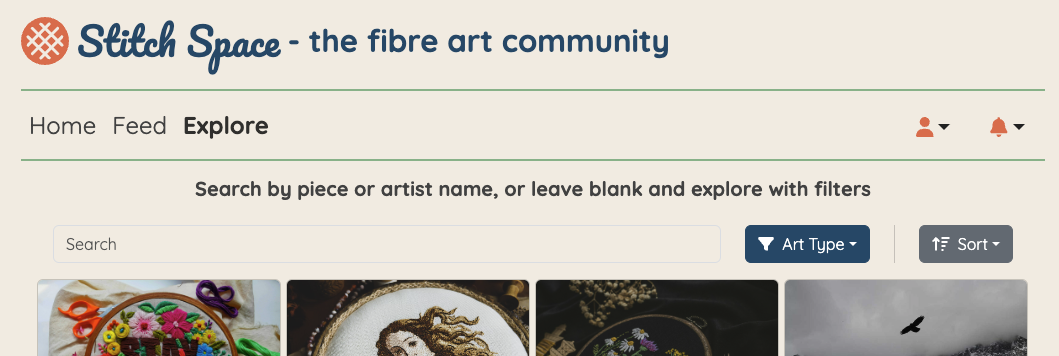 Stitch Space - the fibre art community
Home Feed Explore
Search by piece or artist name, or leave blank and explore with filters
Search Art Type Sort